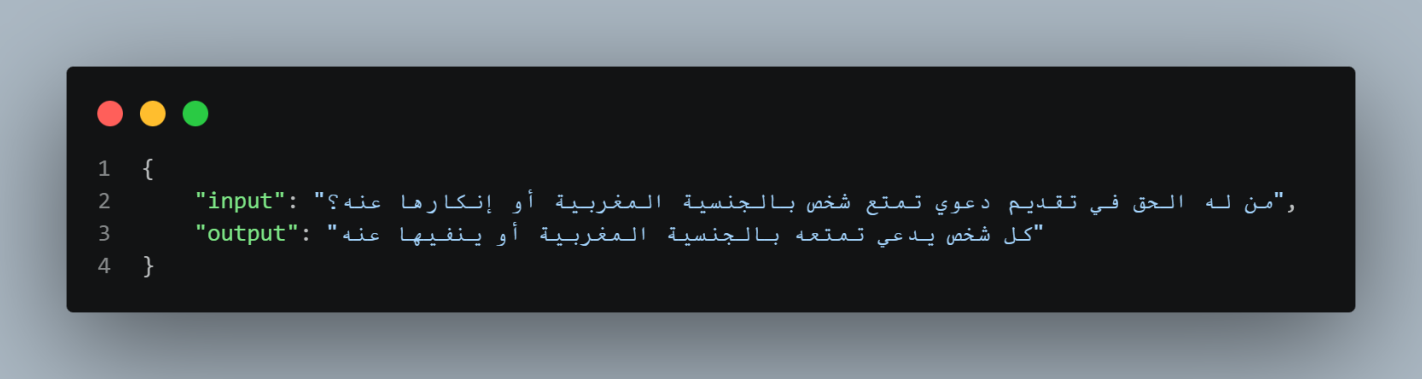 1 {
2 "input": "من له الحق في تقديم دعوي تمتع شخص بالجنسية المغربية أو إنكارها عنه؟",
3 "output": "كل شخص يدعي تمتعه بالجنسية المغربية أو ينفيها عنه"
4 }